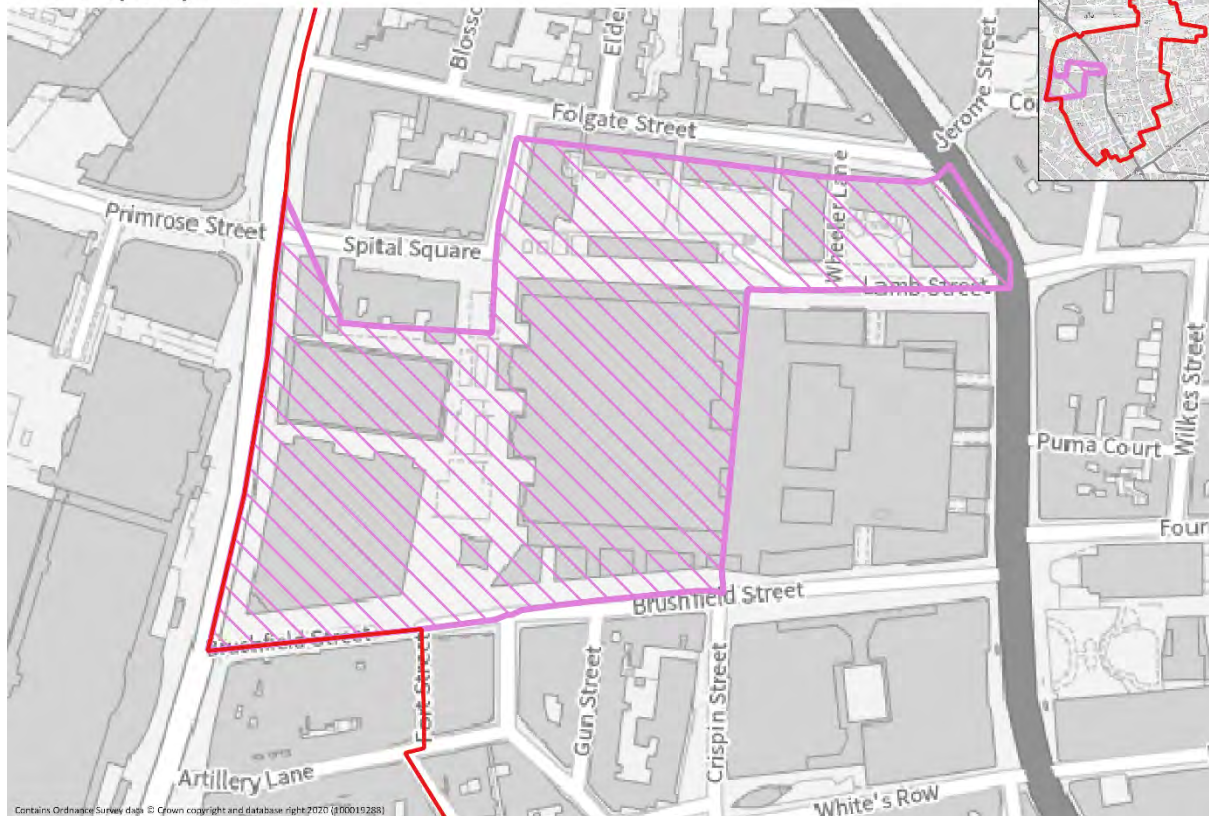 Blosso
Elder
Jerome Street
Folgate Street
Primrose Street
Spital Square
Wheeler Lane
Lamb Street
Wilkes Street
Puma Court
Four
Brushfield Street
Brushfield Street
Fort Street
Gun Street
Crispin Street
Artillery Lane
White's Row
Contains Ordnance Survey data © Crown copyright and database right 2020 (100019288)